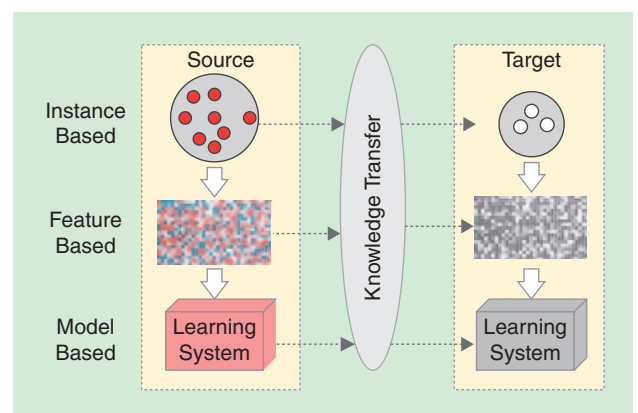 Source
Target
Instance
Based
Feature
Based
Model
Based
Knowledge Transfer
Learning
System
Learning
System